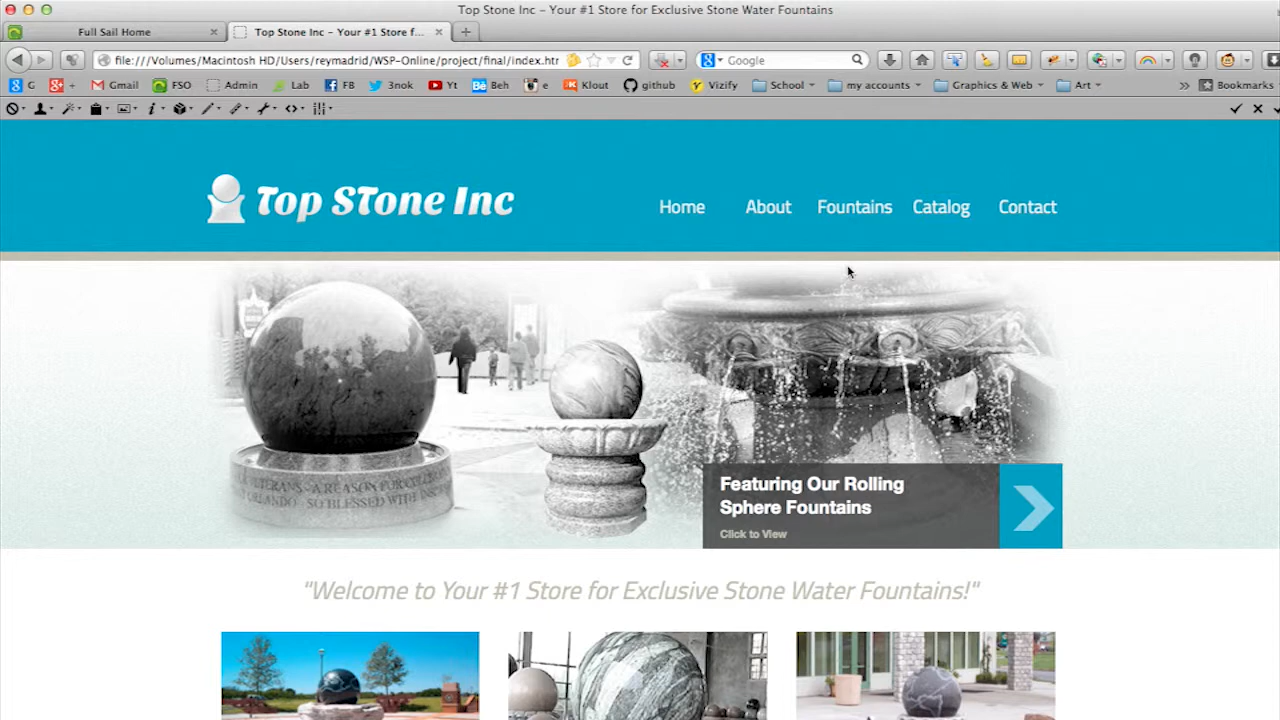 Top Stone Inc – Your #1 Store for Exclusive Stone Water Fountains
Full Sail Home
Top Stone Inc – Your #1 Store f...
file:///Volumes/Macintosh HD/Users/reymadrid/WSP-Online/project/final/index.htm
Google
G
+
Gmail
FSO
Admin
Lab
FB
3nok
Yt
Beh
e
Klout
github
Vizify
School
my accounts
Graphics & Web
Art
Bookmarks
Top STone Inc
Home
About
Fountains
Catalog
Contact
Featuring Our Rolling
Sphere Fountains
Click to View
"Welcome to Your #1 Store for Exclusive Stone Water Fountains!"